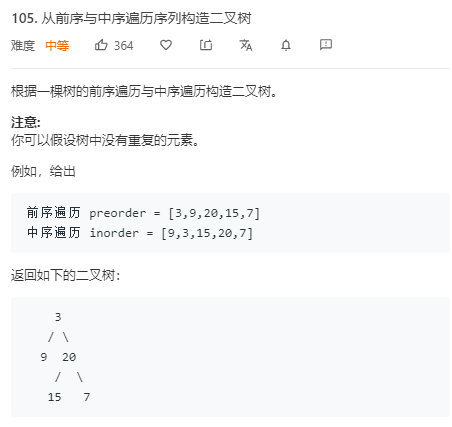 105. 从前序与中序遍历序列构造二叉树
难度 中等 364
根据一棵树的前序遍历与中序遍历构造二叉树。
注意:
你可以假设树中没有重复的元素。
例如，给出
前序遍历 preorder = [3,9,20,15,7]
中序遍历 inorder = [9,3,15,20,7]
返回如下的二叉树：
3
/ \
9 20
/ \
15 7